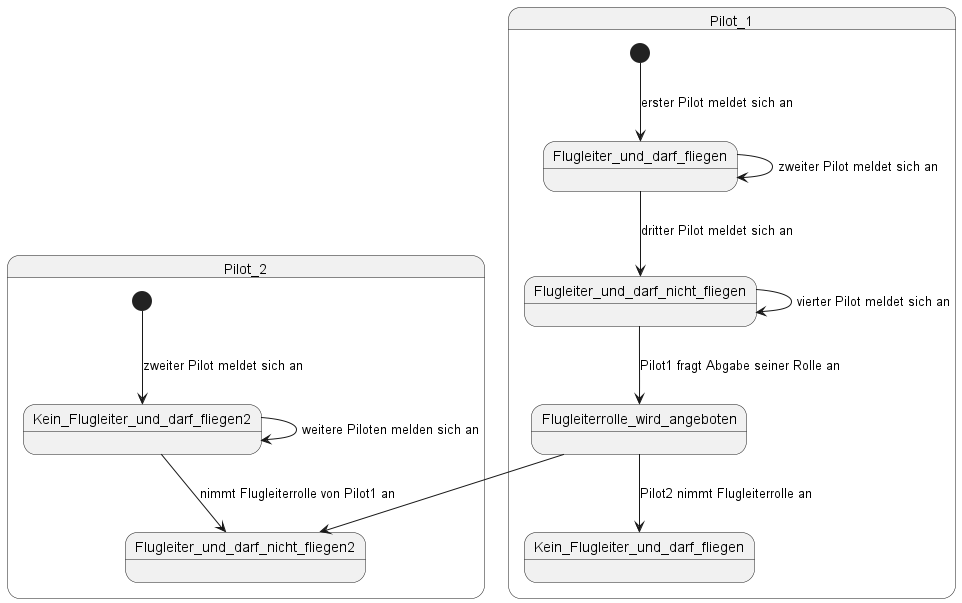 Pilot_1
erster Pilot meldet sich an
Flugleiter_und_darf_fliegen
zweiter Pilot meldet sich an
dritter Pilot meldet sich an
Flugleiter_und_darf_nicht_fliegen
vierter Pilot meldet sich an
Pilot1 fragt Abgabe seiner Rolle an
Flugleiterrolle_wird_angeboten
Pilot2 nimmt Flugleiterrolle an
Kein_Flugleiter_und_darf_fliegen
Pilot_2
zweiter Pilot meldet sich an
Kein_Flugleiter_und_darf_fliegen2
weitere Piloten melden sich an
nimmt Flugleiterrolle von Pilot1 an
Flugleiter_und_darf_nicht_fliegen2